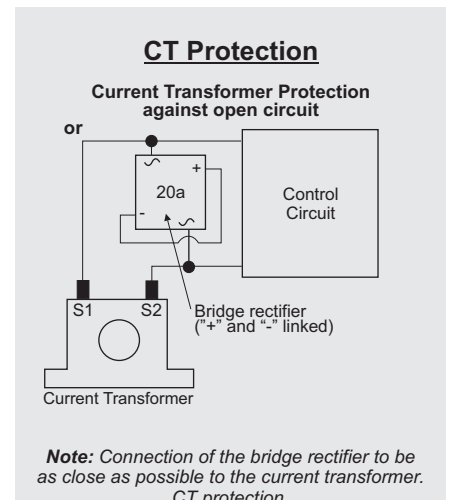 CT Protection
Current Transformer Protection
against open circuit
or
+
20a
-
Control
Circuit
S1
S2
Bridge rectifier
("+" and "-" linked)
Current Transformer
Note: Connection of the bridge rectifier to be
as close as possible to the current transformer.
CT protection